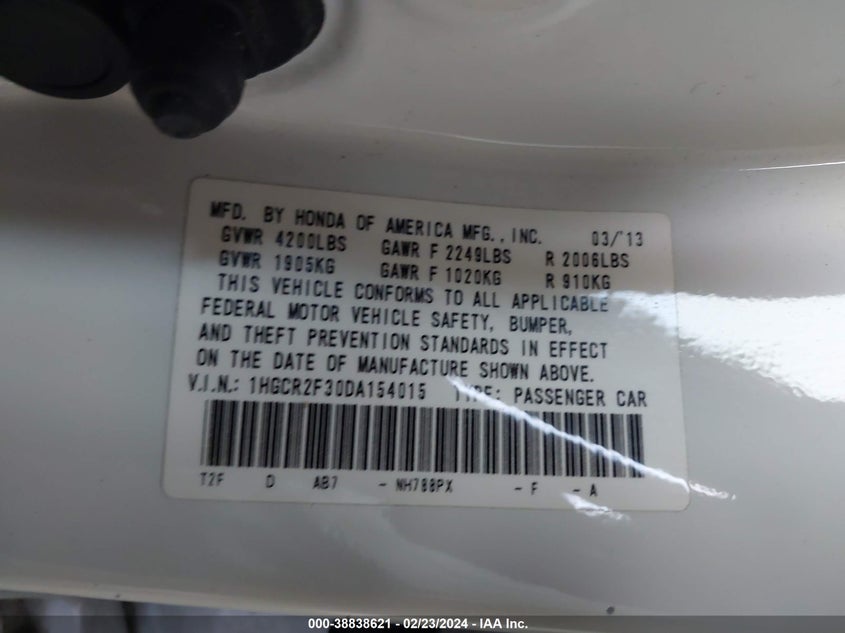 MFD. BY HONDA OF AMERICA MFG., INC. 03/'13
GVWR 4200LBS GAWR F 2249LBS R 2006LBS
GVWR 1905KG GAWR F 1020KG R 910KG
THIS VEHICLE CONFORMS TO ALL APPLICABLE
FEDERAL MOTOR VEHICLE SAFETY, BUMPER,
AND THEFT PREVENTION STANDARDS IN EFFECT
ON THE DATE OF MANUFACTURE SHOWN ABOVE.
V.I.N.: 1HGCR2F30DA154015 TYPE: PASSENGER CAR
T2F D AB7 - NH788PX - F - A
000-38838621 - 02/23/2024 - IAA Inc.